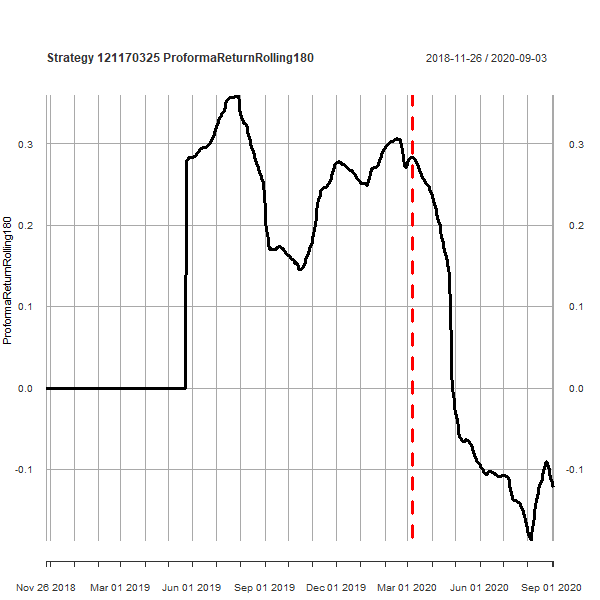 Strategy 121170325 ProformaReturnRolling180
2018-11-26 / 2020-09-03
ProformaReturnRolling180
0.3
0.3
0.2
0.2
0.1
0.1
0.0
0.0
-0.1
-0.1
Nov 26 2018
Mar 01 2019
Jun 01 2019
Sep 01 2019
Dec 01 2019
Mar 01 2020
Jun 01 2020
Sep 01 2020